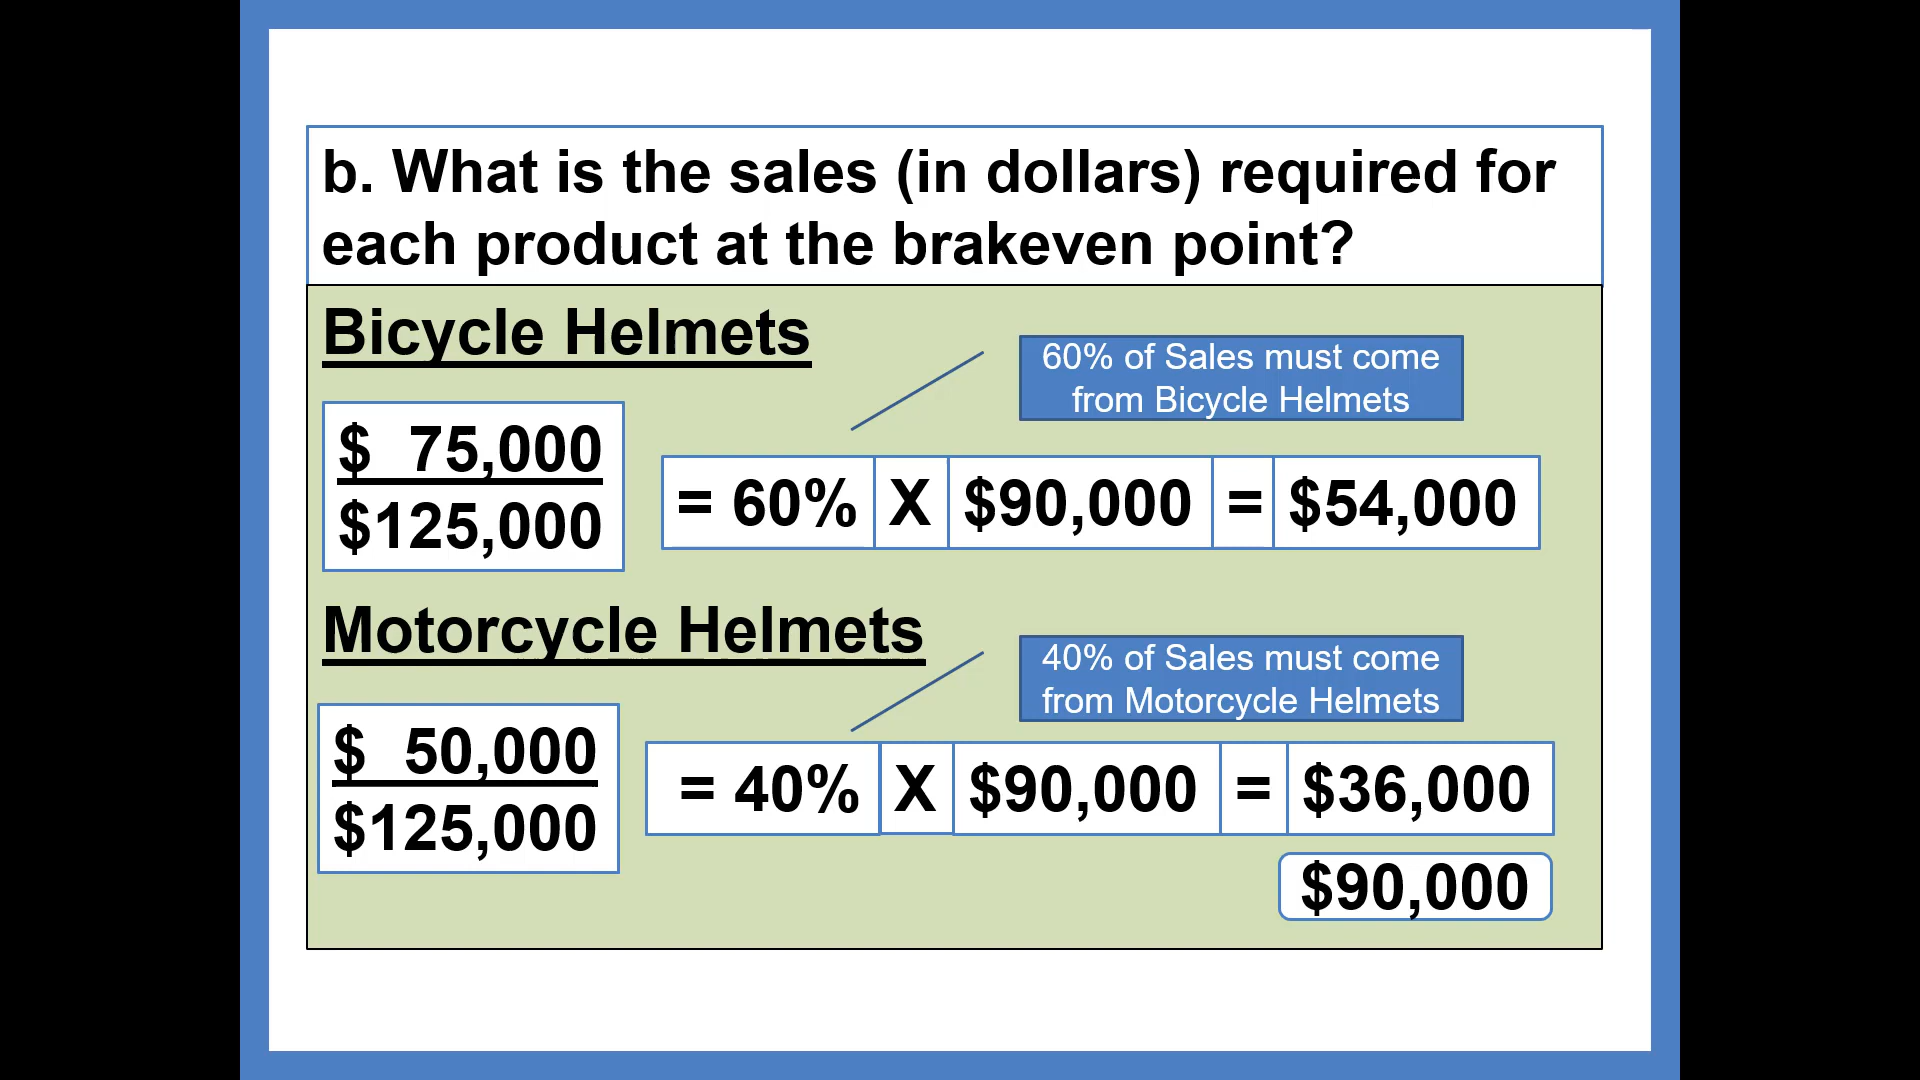 b. What is the sales (in dollars) required for
each product at the brakeven point?
Bicycle Helmets
60% of Sales must come
from Bicycle Helmets
$ 75,000
$125,000
= 60% X $90,000 = $54,000
Motorcycle Helmets
40% of Sales must come
from Motorcycle Helmets
$ 50,000
$125,000
= 40% X $90,000 = $36,000
$90,000